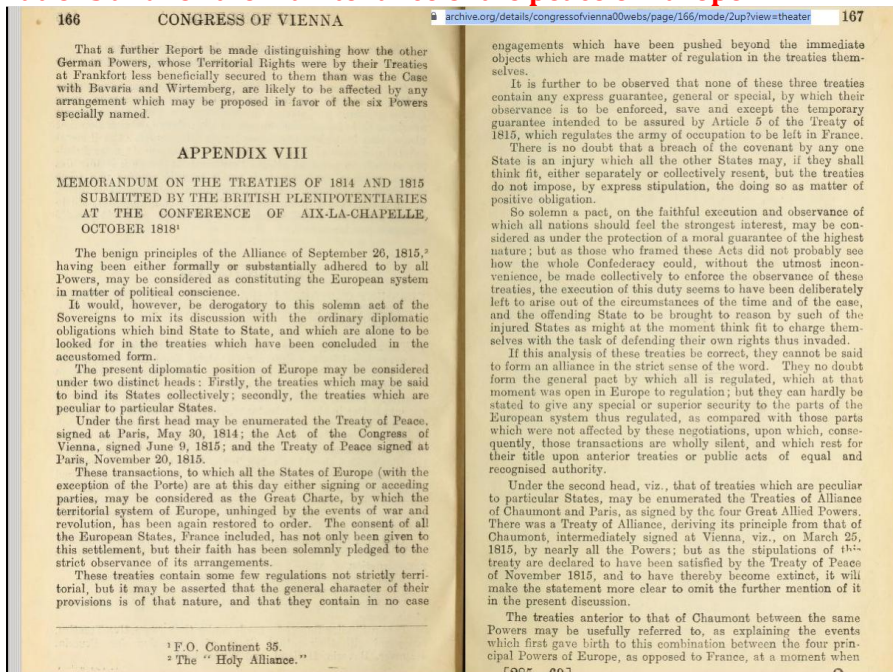 166 CONGRESS OF VIENNA
That a further Report be made distinguishing how the other
German Powers, whose Territorial Rights were by their Treaties
at Frankfort less beneficially secured to them than was the Case
with Bavaria and Wirtemberg, are likely to be affected by any
arrangement which may be proposed in favor of the six Powers
specially named.
APPENDIX VIII
MEMORANDUM ON THE TREATIES OF 1814 AND 1815
SUBMITTED BY THE BRITISH PLENIPOTENTIARIES
AT THE CONFERENCE OF AIX-LA-CHAPELLE,
OCTOBER 1818¹
The benign principles of the Alliance of September 26, 1815,²
having been either formally or substantially adhered to by all
Powers, may be considered as constituting the European system
in matter of political conscience.
It would, however, be derogatory to this solemn act of the
Sovereigns to mix its discussion with the ordinary diplomatic
obligations which bind State to State, and which are alone to be
looked for in the treaties which have been concluded in the
accustomed form.
The present diplomatic position of Europe may be considered
under two distinct heads: Firstly, the treaties which may be said
to bind its States collectively; secondly, the treaties which are
peculiar to particular States.
Under the first head may be enumerated the Treaty of Peace,
signed at Paris, May 30, 1814; the Act of the Congress of
Vienna, signed June 9, 1815; and the Treaty of Peace signed at
Paris, November 20, 1815.
These transactions, to which all the States of Europe (with the
exception of the Porte) are at this day either signing or acceding
parties, may be considered as the Great Charte, by which the
territorial system of Europe, unhinged by the events of war and
revolution, has been again restored to order. The consent of all
the European States, France included, has not only been given to
this settlement, but their faith has been solemnly pledged to the
strict observance of its arrangements.
These treaties contain some few regulations not strictly terri-
torial, but it may be asserted that the general character of their
provisions is of that nature, and that they contain in no case
¹ F.O. Continent 35.
² The "Holy Alliance."
archive.org/details/congressofvienna00webs/page/166/mode/2up?view=theater
167
engagements which have been pushed beyond the immediate
objects which are made matter of regulation in the treaties them-
selves.
It is further to be observed that none of these three treaties
contain any express guarantee, general or special, by which their
observance is to be enforced, save and except the temporary
guarantee intended to be assured by Article 5 of the Treaty of
1815, which regulates the army of occupation to be left in France.
There is no doubt that a breach of the covenant by any one
State is an injury which all the other States may, if they shall
think fit, either separately or collectively resent, but the treaties
do not impose, by express stipulation, the doing so as matter of
positive obligation.
So solemn a pact, on the faithful execution and observance of
which all nations should feel the strongest interest, may be con-
sidered as under the protection of a moral guarantee of the highest
nature; but as those who framed these Acts did not probably see
how the whole Confederacy could, without the utmost incon-
venience, be made collectively to enforce the observance of these
treaties, the execution of this duty seems to have been deliberately
left to arise out of the circumstances of the time and of the case,
and the offending State to be brought to reason by such of the
injured States as might at the moment think fit to charge them-
selves with the task of defending their own rights thus invaded.
If this analysis of these treaties be correct, they cannot be said
to form an alliance in the strict sense of the word. They no doubt
form the general pact by which all is regulated, which at that
moment was open in Europe to regulation; but they can hardly be
stated to give any special or superior security to the parts of the
European system thus regulated, as compared with those parts
which were not affected by these negotiations, upon which, conse-
quently, those transactions are wholly silent, and which rest for
their title upon anterior treaties or public acts of equal and
recognised authority.
Under the second head, viz., that of treaties which are peculiar
to particular States, may be enumerated the Treaties of Alliance
of Chaumont and Paris, as signed by the four Great Allied Powers.
There was a Treaty of Alliance, deriving its principle from that of
Chaumont, intermediately signed at Vienna, viz., on March 25,
1815, by nearly all the Powers; but as the stipulations of this
treaty are declared to have been satisfied by the Treaty of Peace
of November 1815, and to have thereby become extinct, it will
make the statement more clear to omit the further mention of it
in the present discussion.
The treaties anterior to that of Chaumont between the same
Powers may be usefully referred to, as explaining the events
which first gave birth to this combination between the four prin-
cipal Powers of Europe, as opposed to France, at a moment when